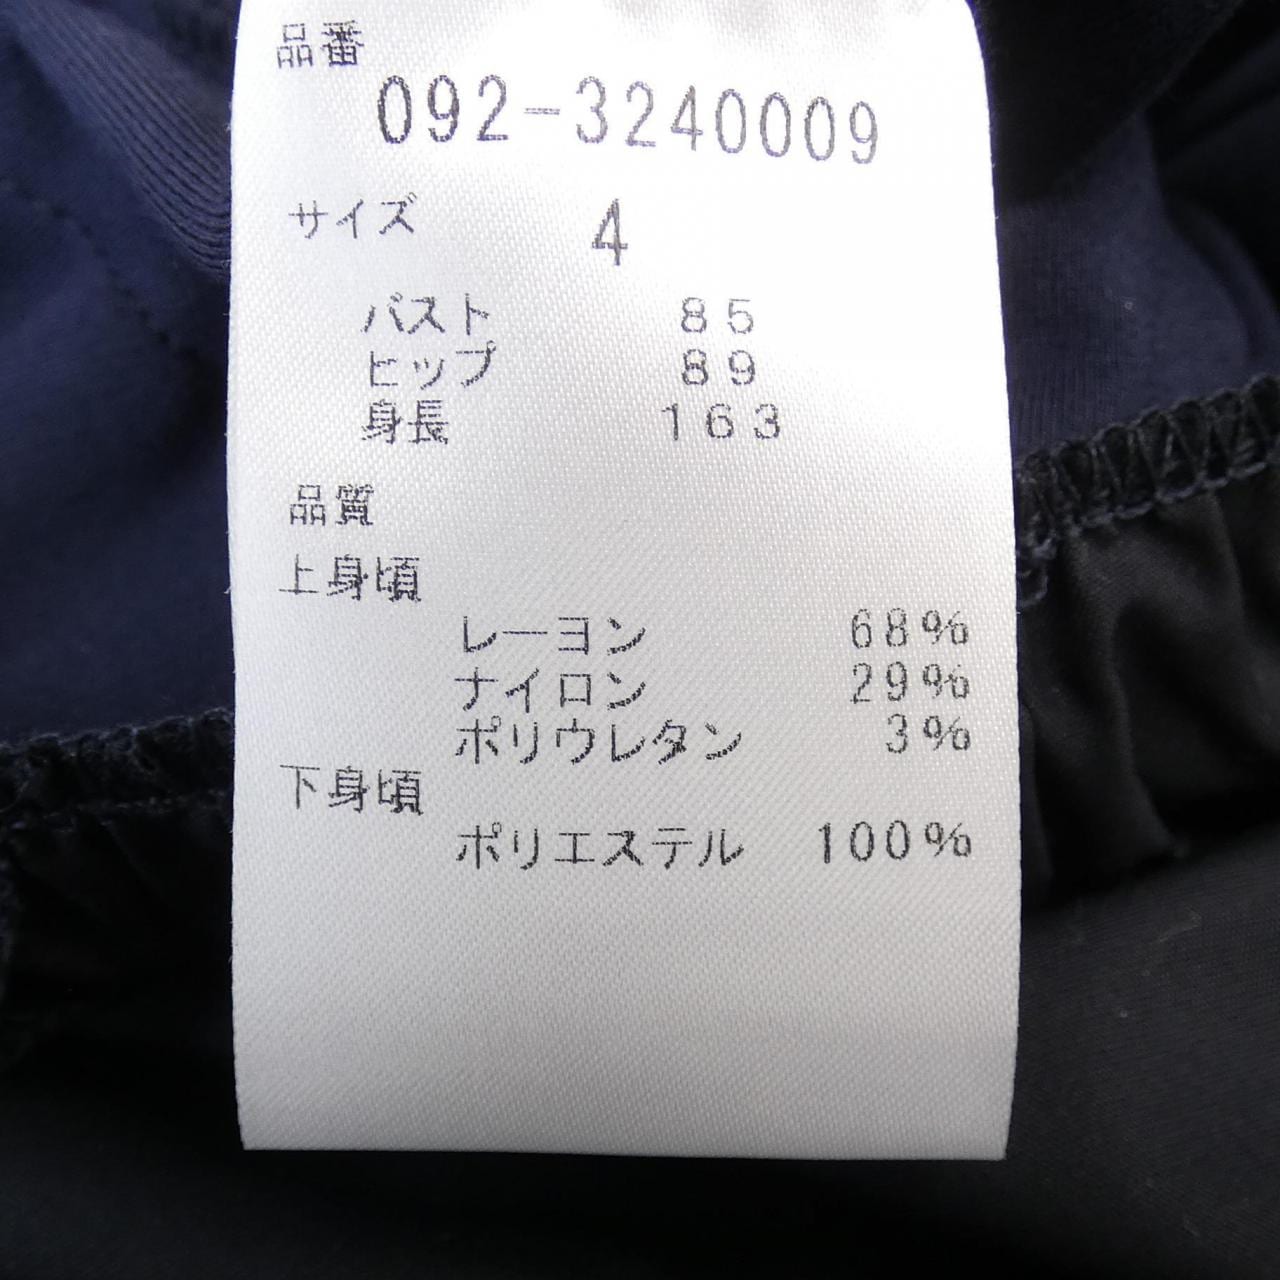 品番
092-3240009
サイズ 4
バスト 85
ヒップ 89
身長 163
品質
上身頃
レーヨン 68%
ナイロン 29%
ポリウレタン 3%
下身頃
ポリエステル 100%